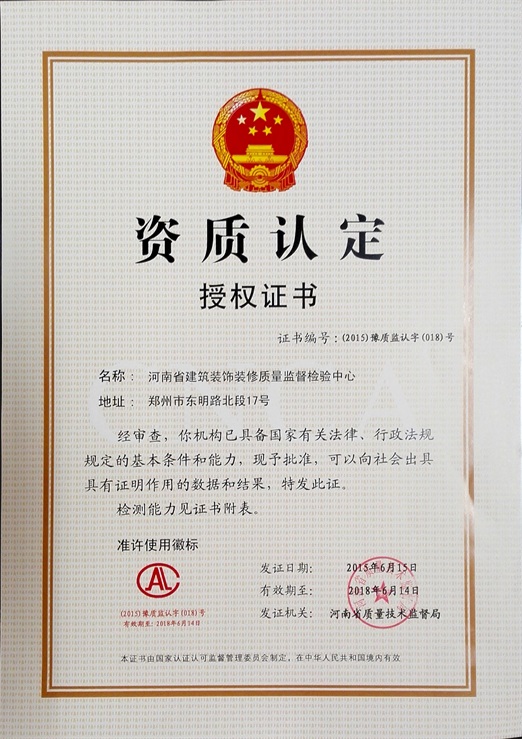 资质认定
授权证书
证书编号：(2015)豫质监认字(018)号
名称： 河南省建筑装饰装修质量监督检验中心
地址： 郑州市东明路北段17号
经审查，你机构已具备国家有关法律、行政法规
规定的基本条件和能力，现予批准，可以向社会出具
具有证明作用的数据和结果，特发此证。
检测能力见证书附表。
准许使用徽标
CAL
(2015)豫质监认字(018)号
有效期至：2018年6月14日
发证日期： 2015年6月15日
有效期至： 2018年6月14日
发证机关： 河南省质量技术监督局
本证书由国家认证认可监督管理委员会制定，在中华人民共和国境内有效